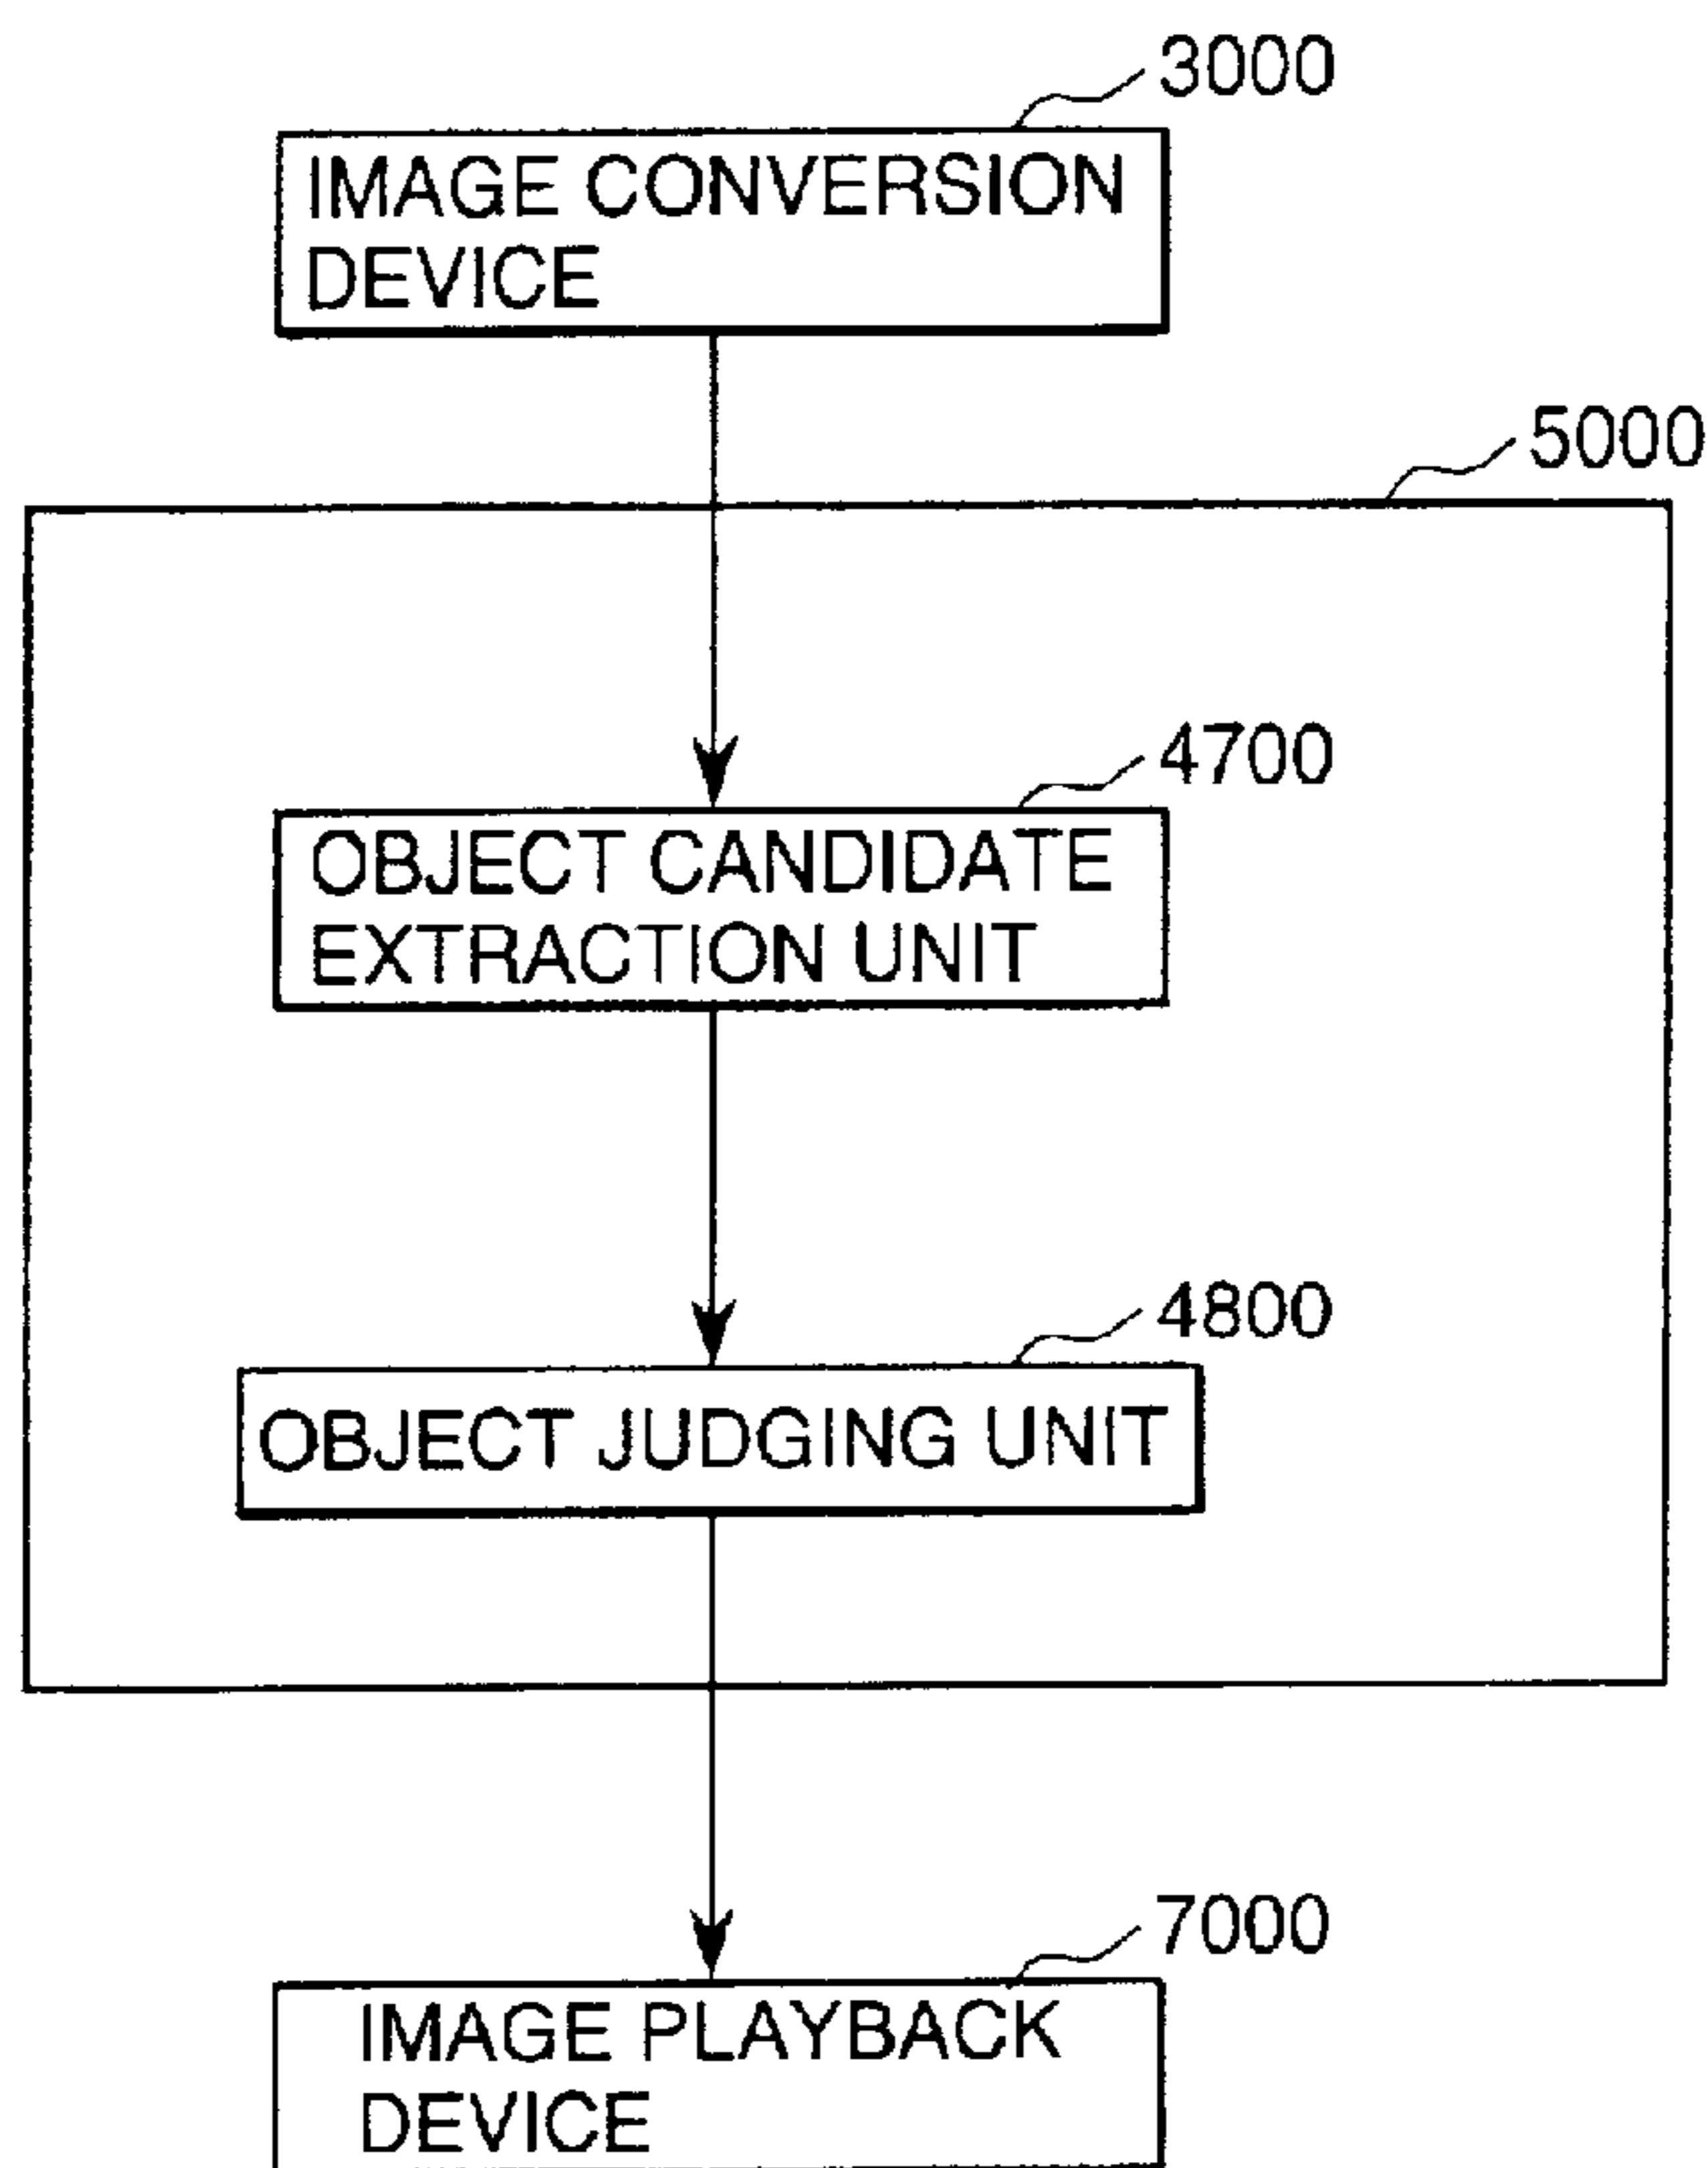 3000
IMAGE CONVERSION
DEVICE
5000
4700
OBJECT CANDIDATE
EXTRACTION UNIT
4800
OBJECT JUDGING UNIT
7000
IMAGE PLAYBACK
DEVICE